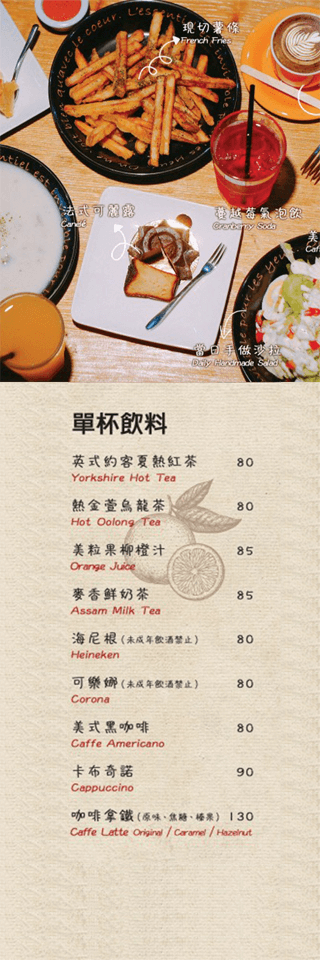 現切薯條
French Fries
法式可麗露
Canelé
蔓越莓氣泡飲
Cranberry Soda
美
Caf
當日手做沙拉
Daily Handmade Salad
單杯飲料
英式約客夏熱紅茶 80
Yorkshire Hot Tea
熱金萱烏龍茶 80
Hot Oolong Tea
美粒果柳橙汁 85
Orange Juice
麥香鮮奶茶 85
Assam Milk Tea
海尼根(未成年飲酒禁止) 80
Heineken
可樂娜(未成年飲酒禁止) 80
Corona
美式黑咖啡 80
Caffe Americano
卡布奇諾 90
Cappuccino
咖啡拿鐵(原味、焦糖、榛果) 130
Caffe Latte Original / Caramel / Hazelnut